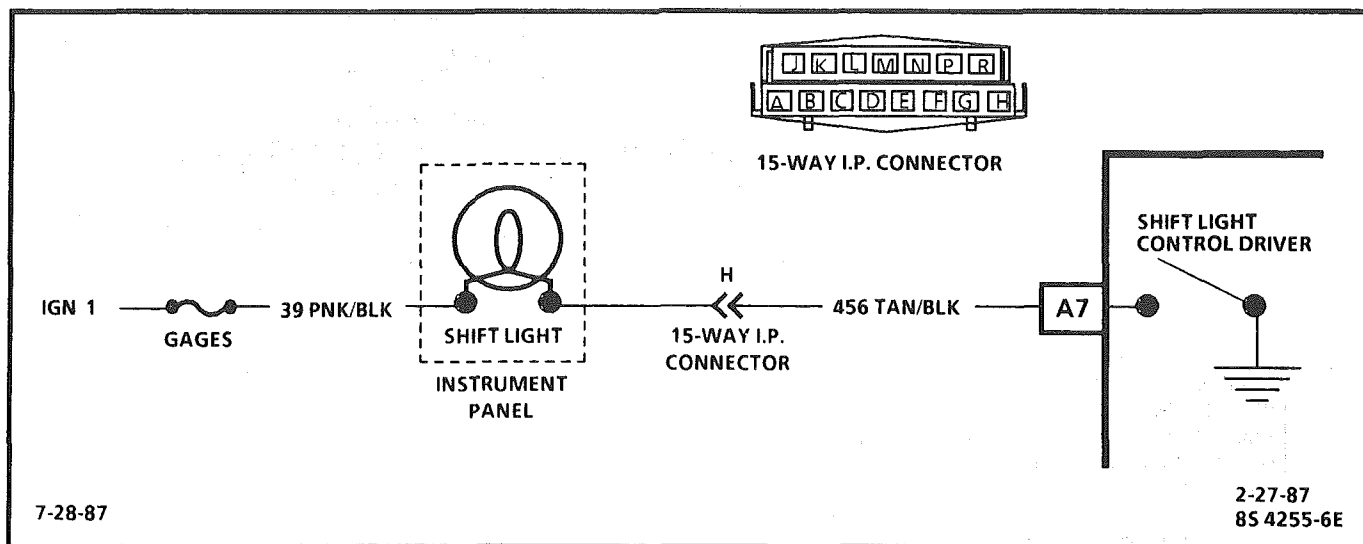 J K L M N P R
A B C D E F G H
15-WAY I.P. CONNECTOR
SHIFT LIGHT
CONTROL DRIVER
IGN 1
GAGES
39 PNK/BLK
SHIFT LIGHT
INSTRUMENT
PANEL
H
15-WAY I.P.
CONNECTOR
456 TAN/BLK
A7
7-28-87
2-27-87
8S 4255-6E